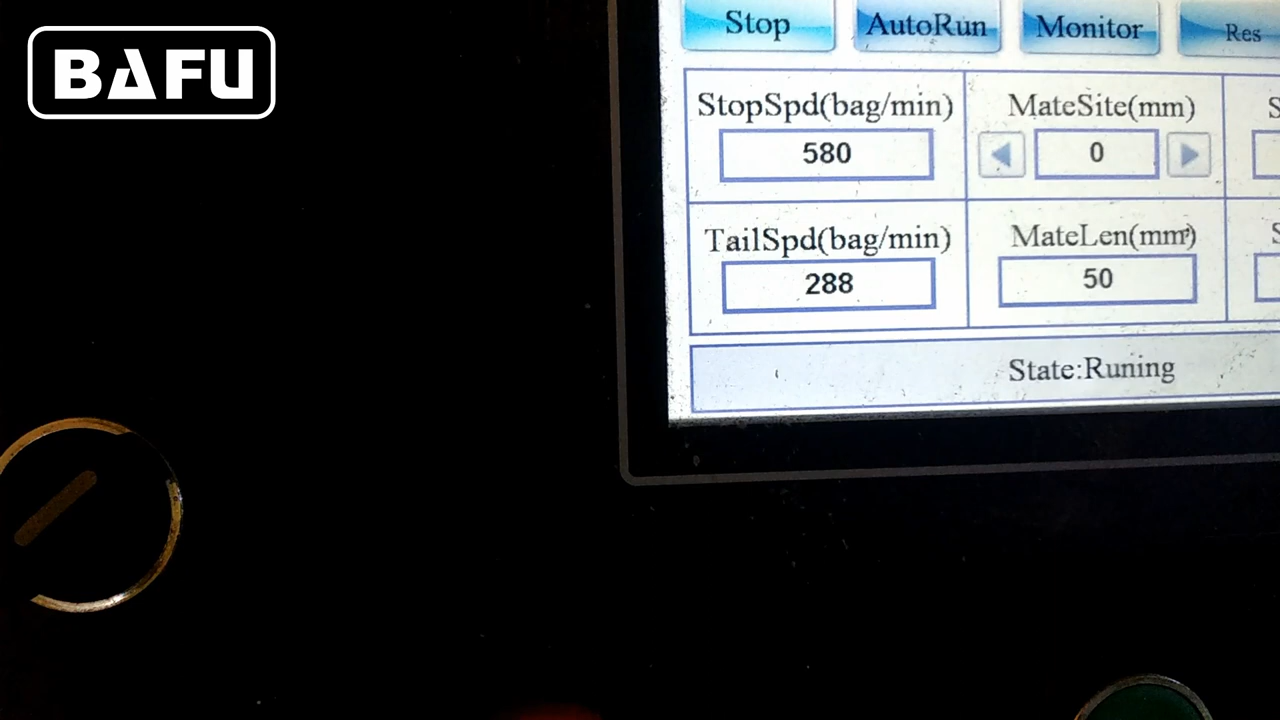 BAFU
Stop AutoRun Monitor Res
StopSpd(bag/min) MateSite(mm) S
580 0
TailSpd(bag/min) MateLen(mm) S
288 50
State:Runing